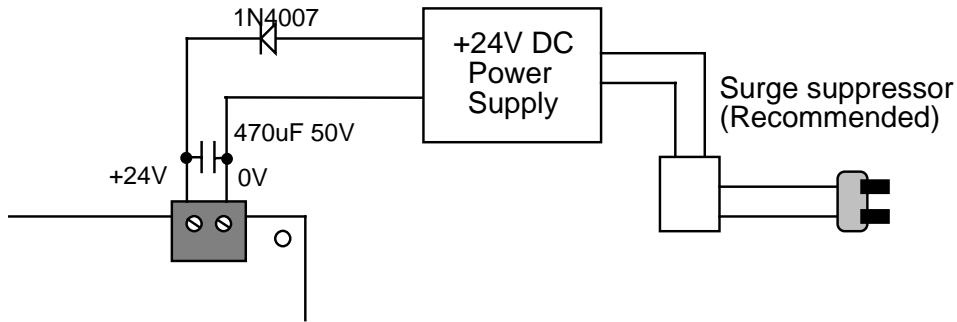 1N4007
+24V DC
Power
Supply
Surge suppressor
(Recommended)
470uF 50V
+24V
0V